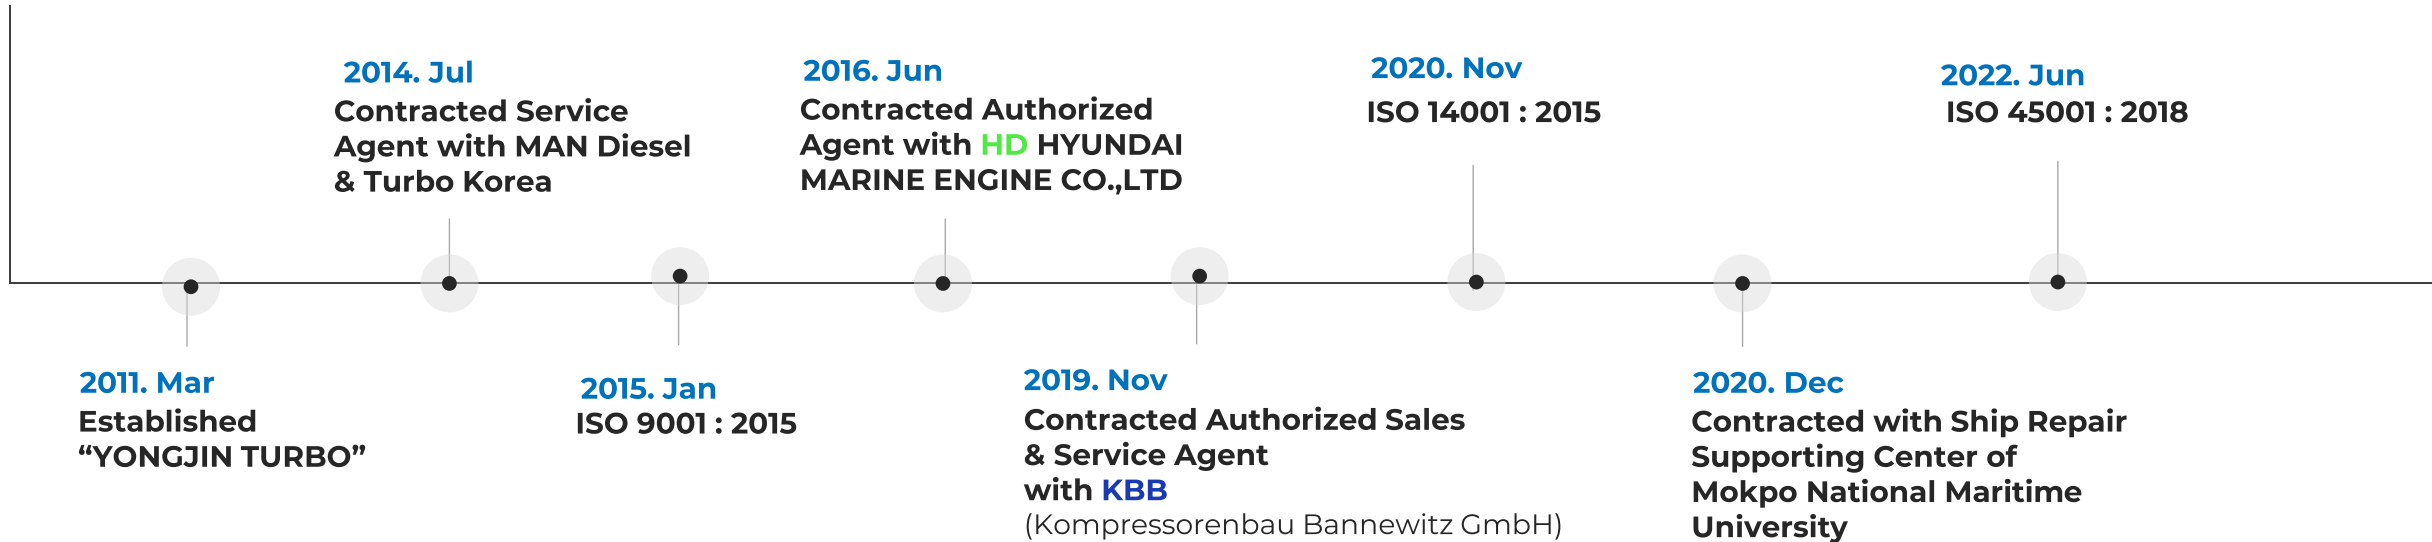 2011. Mar
Established
“YONGJIN TURBO”
2014. Jul
Contracted Service
Agent with MAN Diesel
& Turbo Korea
2015. Jan
ISO 9001 : 2015
2016. Jun
Contracted Authorized
Agent with HD HYUNDAI
MARINE ENGINE CO.,LTD
2019. Nov
Contracted Authorized Sales
& Service Agent
with KBB
(Kompressorenbau Bannewitz GmbH)
2020. Nov
ISO 14001 : 2015
2020. Dec
Contracted with Ship Repair
Supporting Center of
Mokpo National Maritime
University
2022. Jun
ISO 45001 : 2018